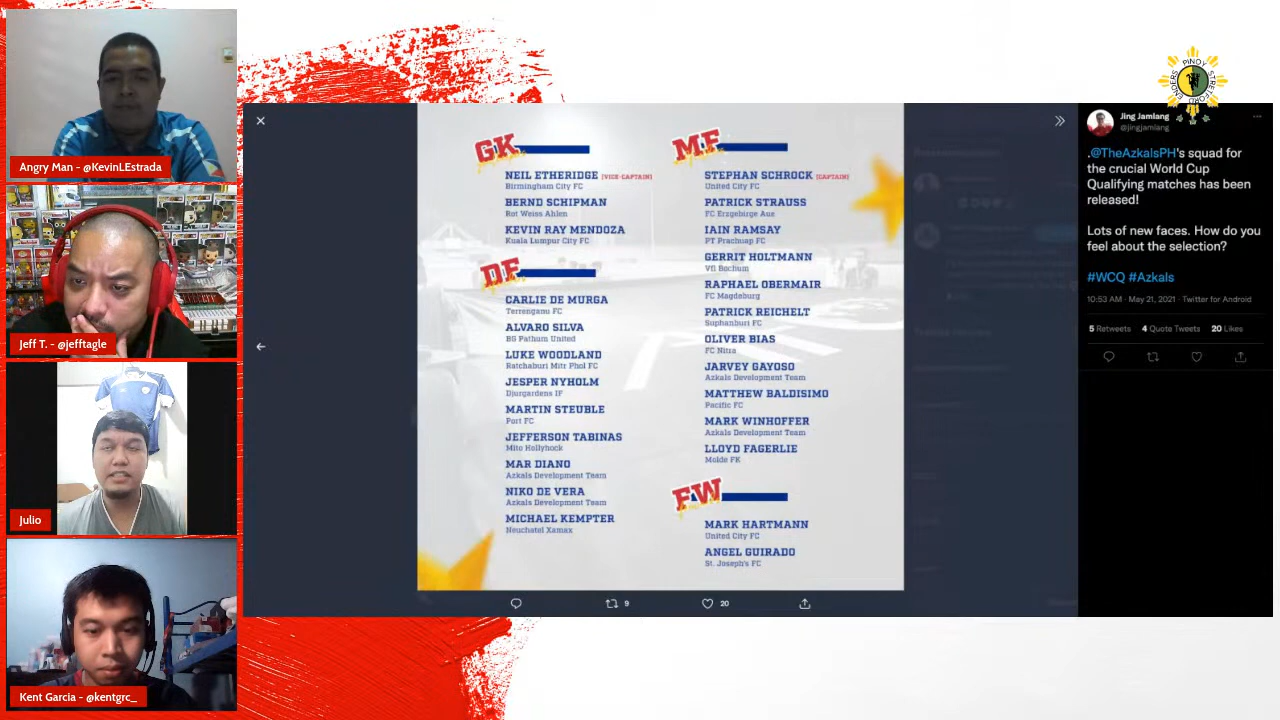 Angry Man - @KevinLEstrada
Jeff T. - @jefftagle
Julio
Kent Garcia - @kentgrc_
GK
NEIL ETHERIDGE [VICE-CAPTAIN]
Birmingham City FC
BERND SCHIPMAN
Rot Weiss Ahlen
KEVIN RAY MENDOZA
Kuala Lumpur City FC
DF
CARLIE DE MURGA
Terrenganu FC
ALVARO SILVA
BG Pathum United
LUKE WOODLAND
Ratchaburi Mitr Phol FC
JESPER NYHOLM
Djurgardens IF
MARTIN STEUBLE
Port FC
JEFFERSON TABINAS
Mito Hollyhock
MAR DIANO
Azkals Development Team
NIKO DE VERA
Azkals Development Team
MICHAEL KEMPTER
Neuchatel Xamax
MF
STEPHAN SCHROCK [CAPTAIN]
United City FC
PATRICK STRAUSS
FC Erzgebirge Aue
IAIN RAMSAY
PT Prachuap FC
GERRIT HOLTMANN
Vfl Bochum
RAPHAEL OBERMAIR
FC Magdeburg
PATRICK REICHELT
Suphanburi FC
OLIVER BIAS
FC Nitra
JARVEY GAYOSO
Azkals Development Team
MATTHEW BALDISIMO
Pacific FC
MARK WINHOFFER
Azkals Development Team
LLOYD FAGERLIE
Molde FK
FW
MARK HARTMANN
United City FC
ANGEL GUIRADO
St. Joseph's FC
9
20
PINOY STRETFORD ENDERS
Jing Jamlang
@jingjamlang
.@TheAzkalsPH's squad for
the crucial World Cup
Qualifying matches has been
released!
Lots of new faces. How do you
feel about the selection?
#WCQ #Azkals
10:53 AM · May 21, 2021 · Twitter for Android
5 Retweets 4 Quote Tweets 20 Likes